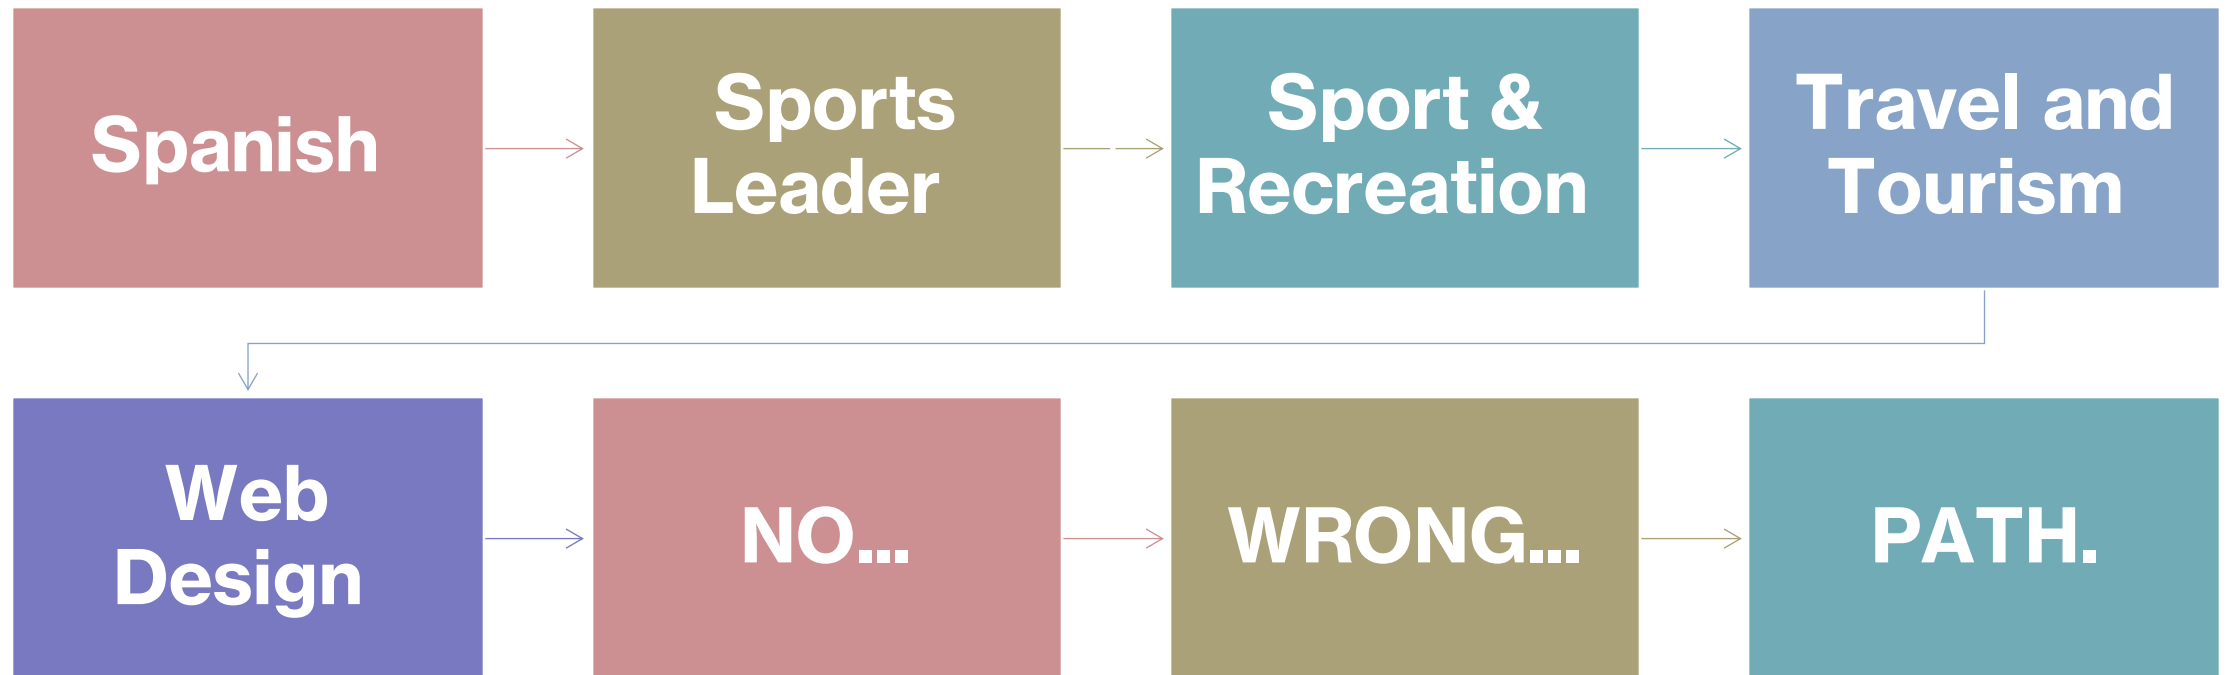 Spanish
Sports
Leader
Sport &
Recreation
Travel and
Tourism
Web
Design
NO...
WRONG...
PATH.